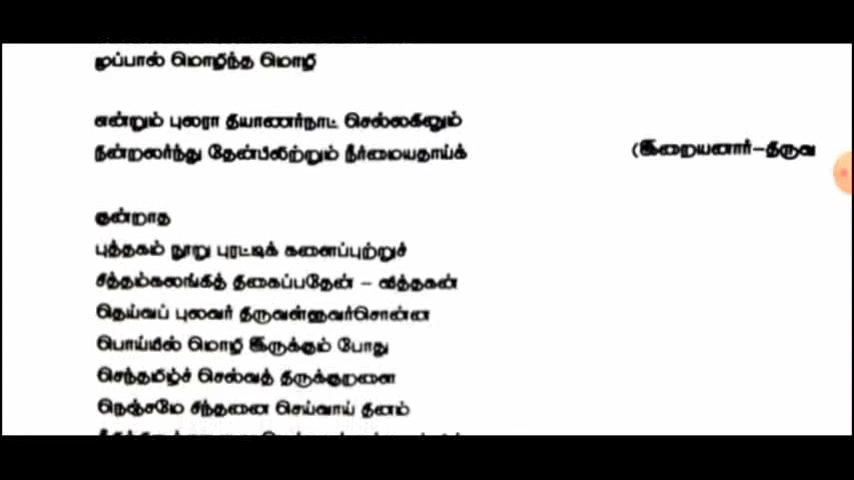 முப்பால் மொழிந்த மொழி
என்றும் புலரா தியாணர்நாட் செல்லகினும்
நின்றலர்ந்து தேன்பிலிற்றும் நீர்மையதாய்க் (இறையனார்-திருவ
குன்றாத
புத்தகம் நூறு புரட்டிக் களைப்புற்றுச்
சித்தம்கலங்கித் திகைப்பதேன் - வித்தகன்
தெய்வப் புலவர் திருவள்ளுவர்சொன்ன
பொய்யில் மொழி இருக்கும் போது
செந்தமிழ்ச் செல்வத் திருக்குறளை
நெஞ்சமே சிந்தனை செய்வாய் தினம்